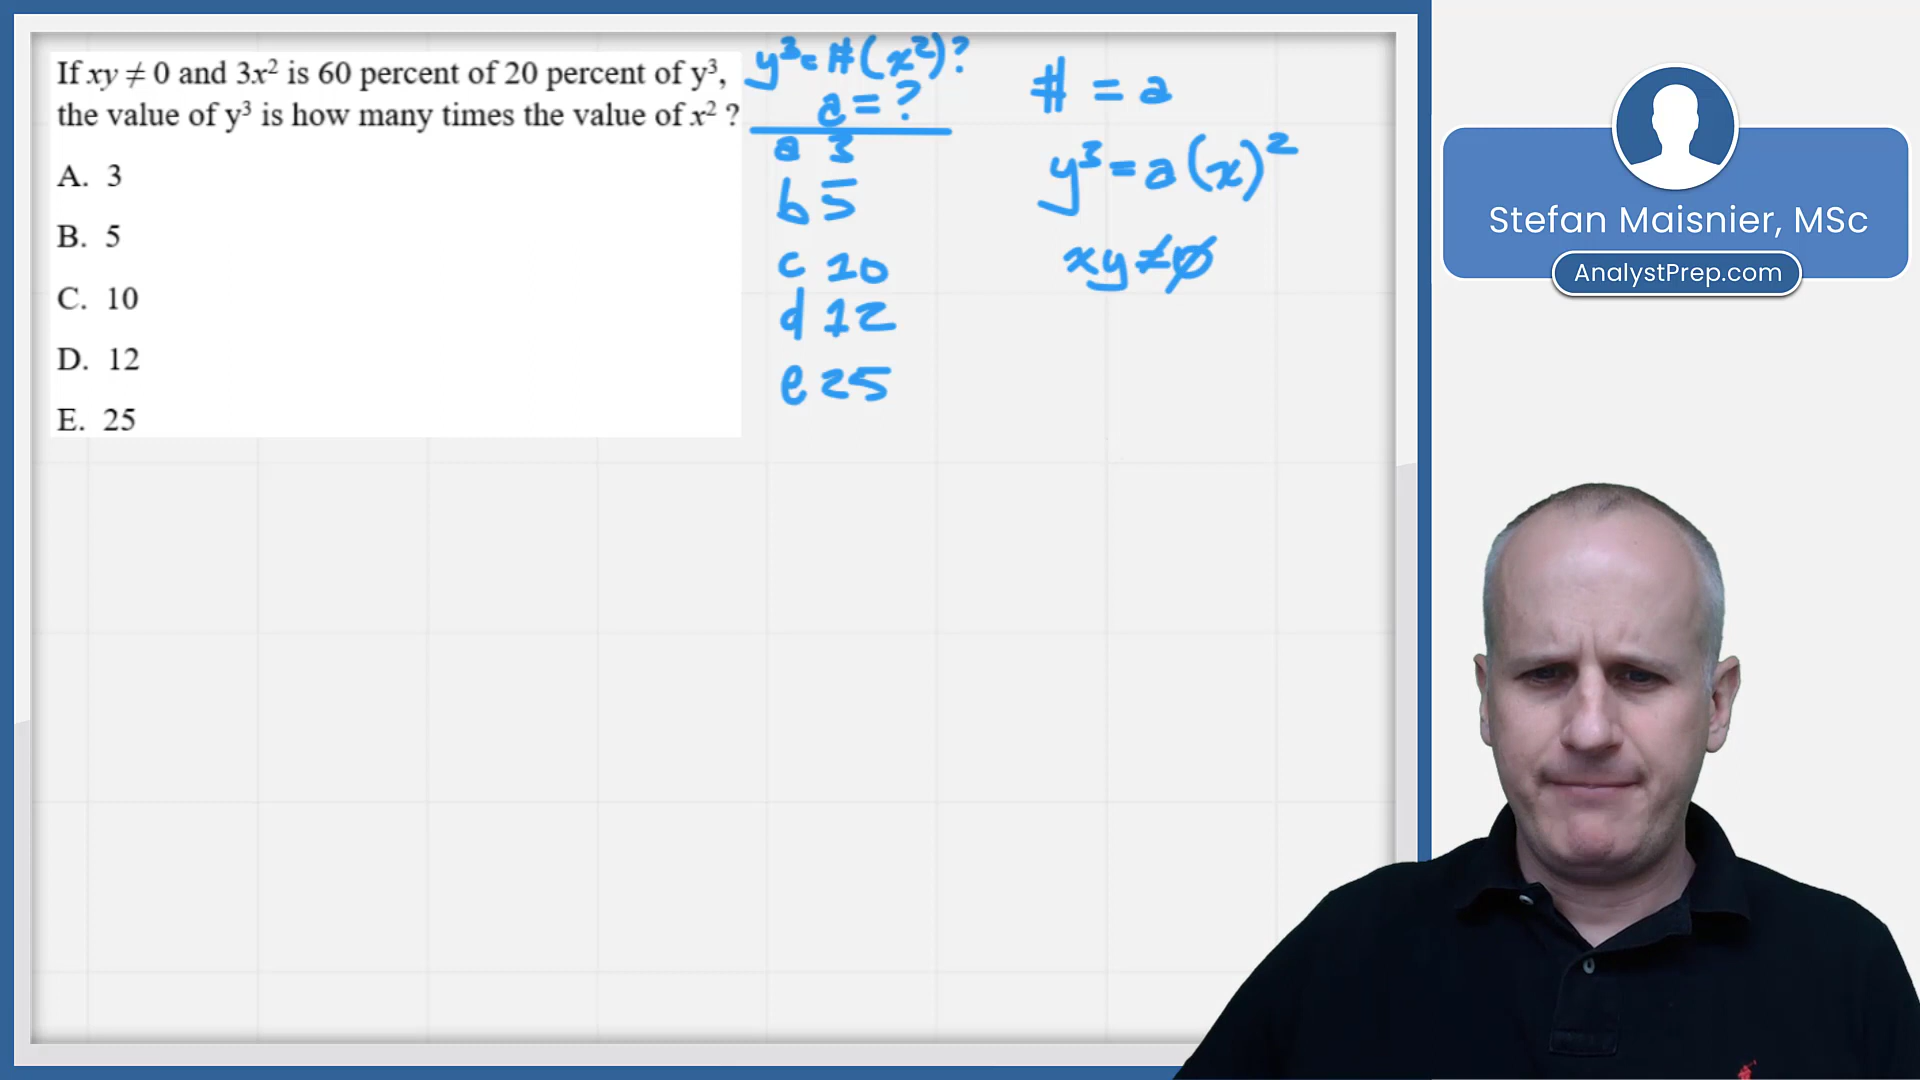 If xy ≠ 0 and 3x² is 60 percent of 20 percent of y³,
the value of y³ is how many times the value of x² ?
A. 3
B. 5
C. 10
D. 12
E. 25
y³ = #(x²)?
a = ?
a 3
b 5
c 10
d 12
e 25
# = a
y³ = a(x)²
xy ≠ 0
Stefan Maisnier, MSc
AnalystPrep.com